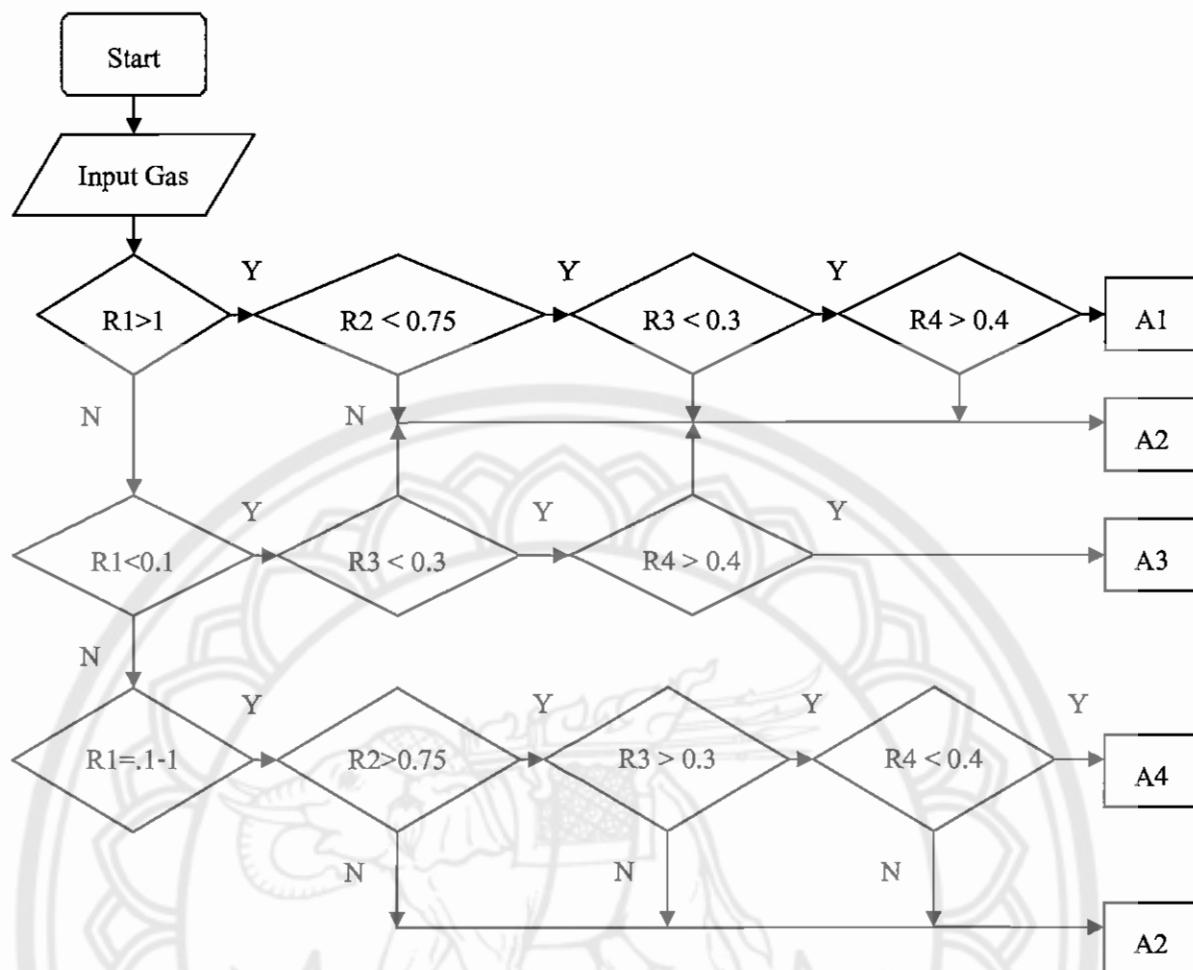 Start
Input Gas
Y
Y
Y
R1>1
R2 < 0.75
R3 < 0.3
R4 > 0.4
A1
N
N
A2
Y
Y
Y
R1<0.1
R3 < 0.3
R4 > 0.4
A3
N
Y
Y
Y
Y
R1=.1-1
R2>0.75
R3 > 0.3
R4 < 0.4
A4
N
N
N
A2